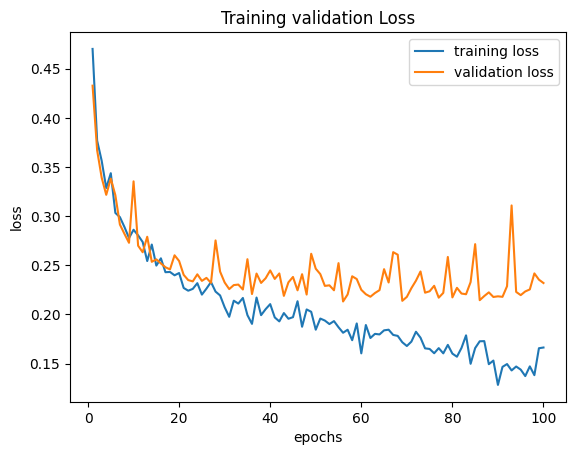 Training validation Loss
training loss
validation loss
0.45
0.40
0.35
0.30
0.25
0.20
0.15
loss
0 20 40 60 80 100
epochs